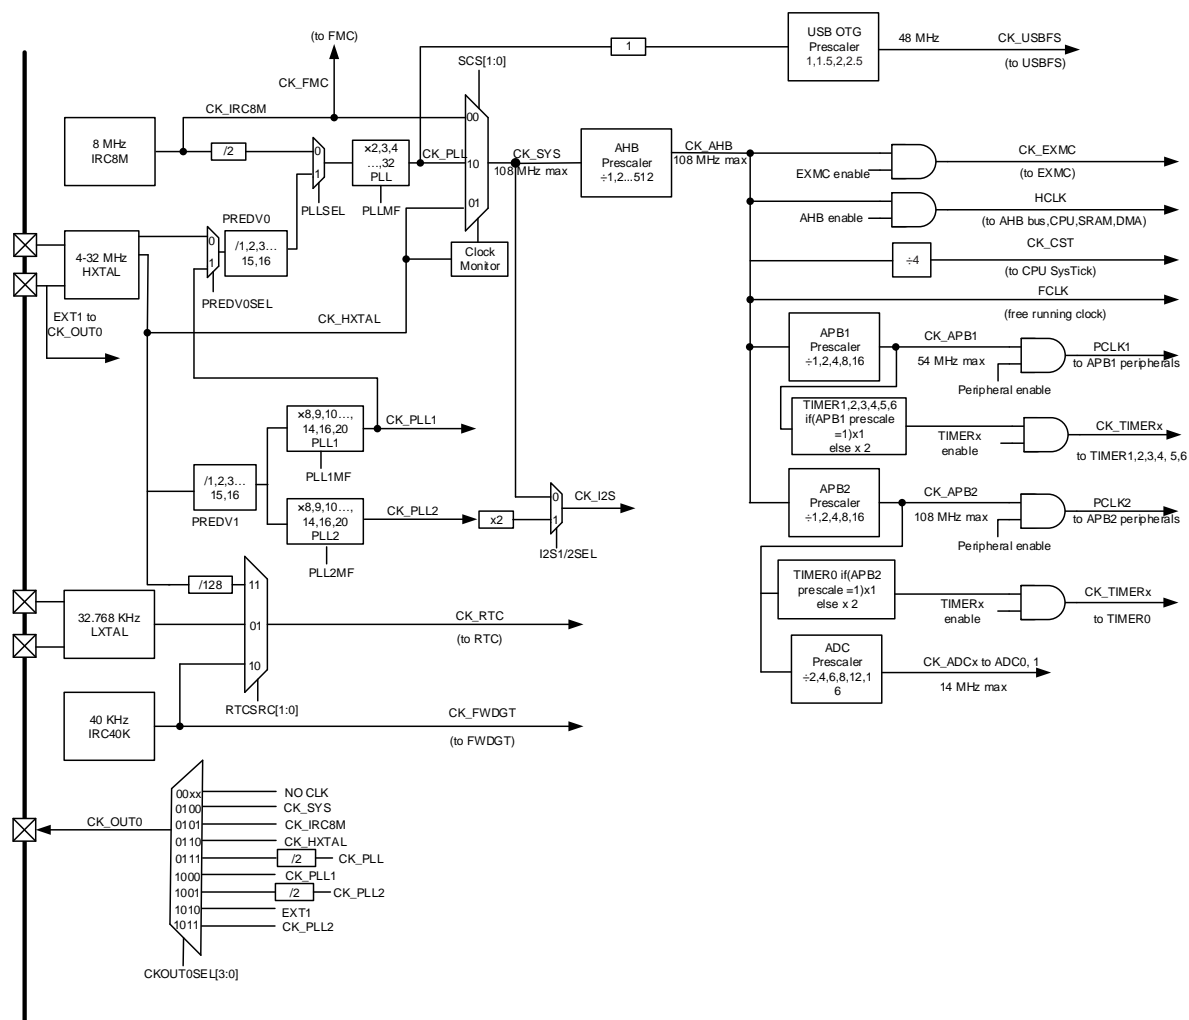 (to FMC)
CK_FMC
SCS[1:0]
1
USB OTG
Prescaler
1,1.5,2,2.5
48 MHz
CK_USBFS
(to USBFS)
CK_IRC8M
8 MHz
IRC8M
/2
0
1
PLLSEL
×2,3,4
…,32
PLL
PLLMF
CK_PLL
00
10
01
CK_SYS
108 MHz max
AHB
Prescaler
÷1,2...512
CK_AHB
108 MHz max
EXMC enable
CK_EXMC
(to EXMC)
AHB enable
HCLK
(to AHB bus,CPU,SRAM,DMA)
÷4
CK_CST
(to CPU SysTick)
FCLK
(free running clock)
4-32 MHz
HXTAL
0
1
PREDV0SEL
PREDV0
/1,2,3…
15,16
Clock
Monitor
EXT1 to
CK_OUT0
CK_HXTAL
APB1
Prescaler
÷1,2,4,8,16
CK_APB1
54 MHz max
Peripheral enable
PCLK1
to APB1 peripherals
TIMER1,2,3,4,5,6
if(APB1 prescale
=1)x1
else x 2
TIMERx
enable
CK_TIMERx
to TIMER1,2,3,4, 5,6
×8,9,10…,
14,16,20
PLL1
PLL1MF
CK_PLL1
/1,2,3…
15,16
PREDV1
×8,9,10…,
14,16,20
PLL2
PLL2MF
CK_PLL2
x2
0
1
CK_I2S
I2S1/2SEL
APB2
Prescaler
÷1,2,4,8,16
CK_APB2
108 MHz max
Peripheral enable
PCLK2
to APB2 peripherals
TIMER0 if(APB2
prescale =1)x1
else x 2
TIMERx
enable
CK_TIMERx
to TIMER0
ADC
Prescaler
÷2,4,6,8,12,1
6
CK_ADCx to ADC0, 1
14 MHz max
/128
11
01
10
RTCSRC[1:0]
32.768 KHz
LXTAL
CK_RTC
(to RTC)
40 KHz
IRC40K
CK_FWDGT
(to FWDGT)
CK_OUT0
00xx
NO CLK
0100
CK_SYS
0101
CK_IRC8M
0110
CK_HXTAL
0111
/2
CK_PLL
1000
CK_PLL1
1001
/2
CK_PLL2
1010
EXT1
1011
CK_PLL2
CKOUT0SEL[3:0]